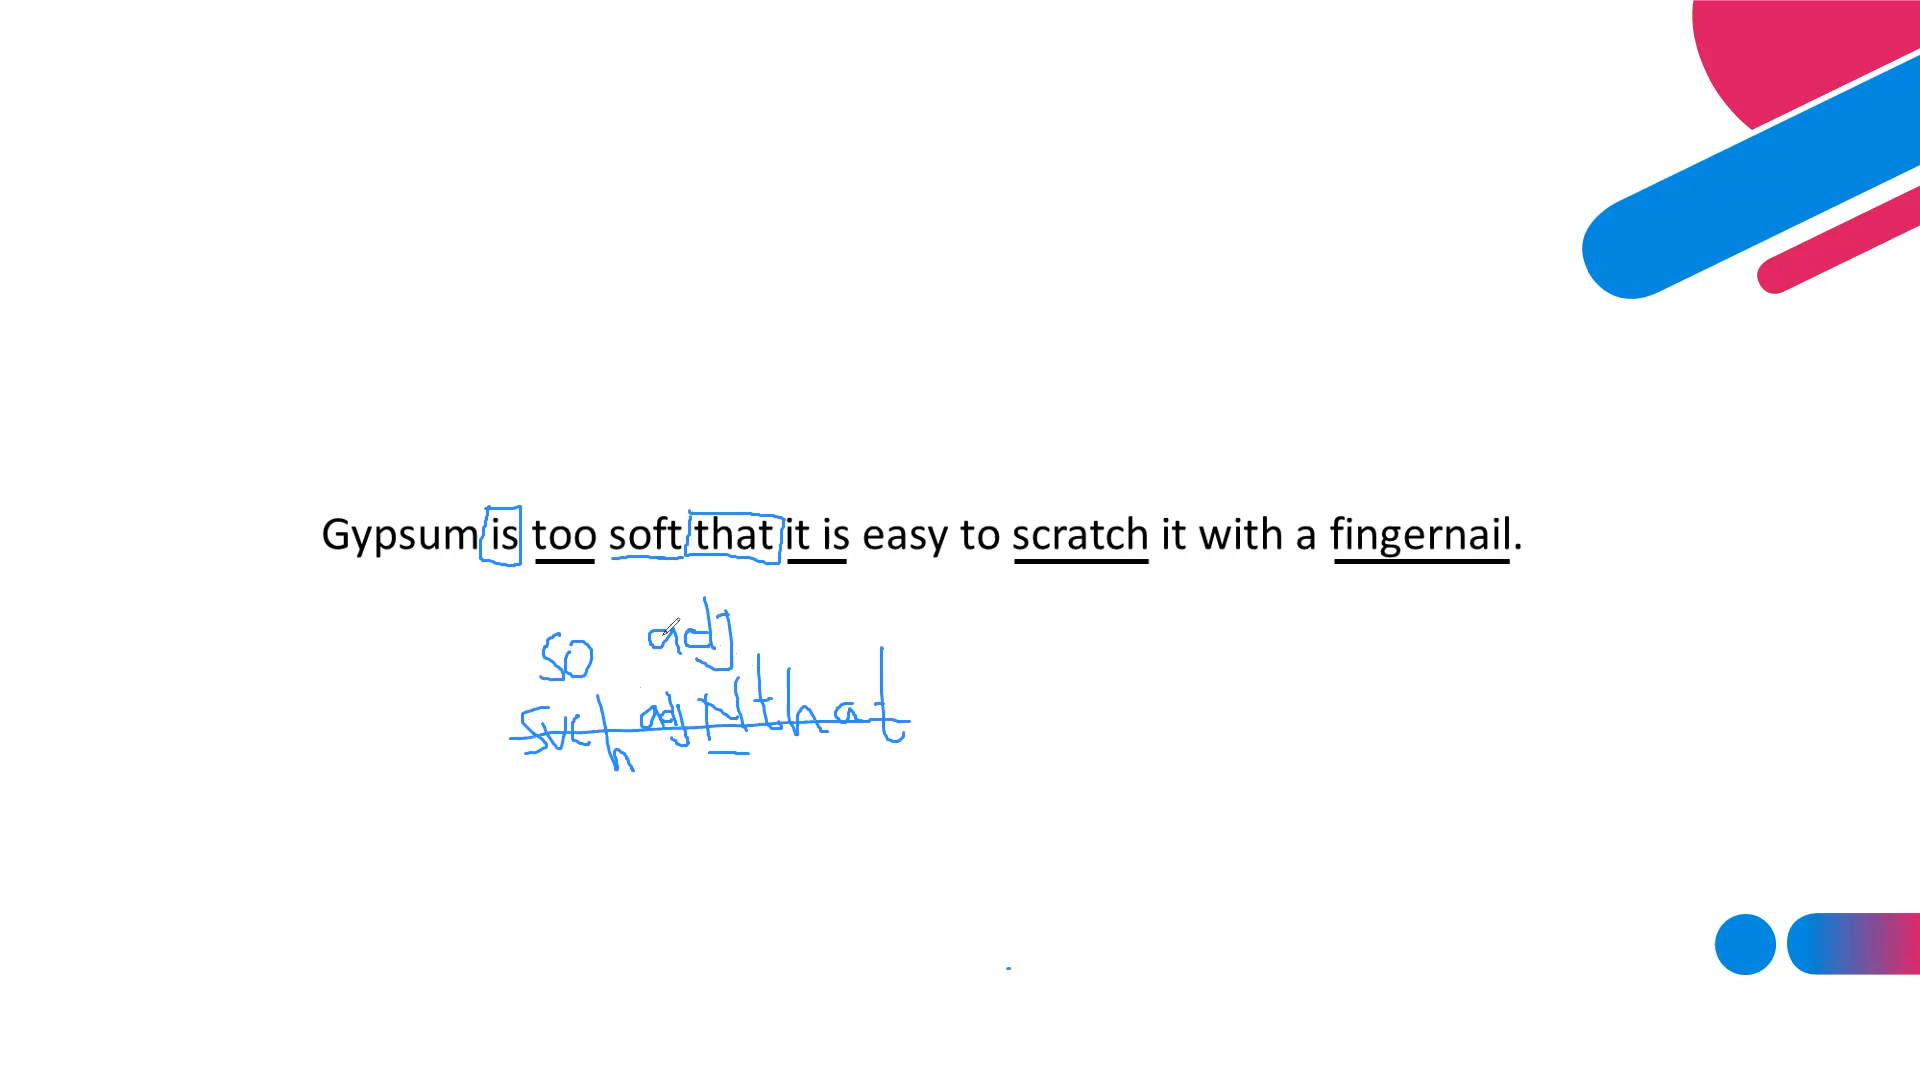 Gypsum is too soft that it is easy to scratch it with a fingernail.
so adj
such adj N that